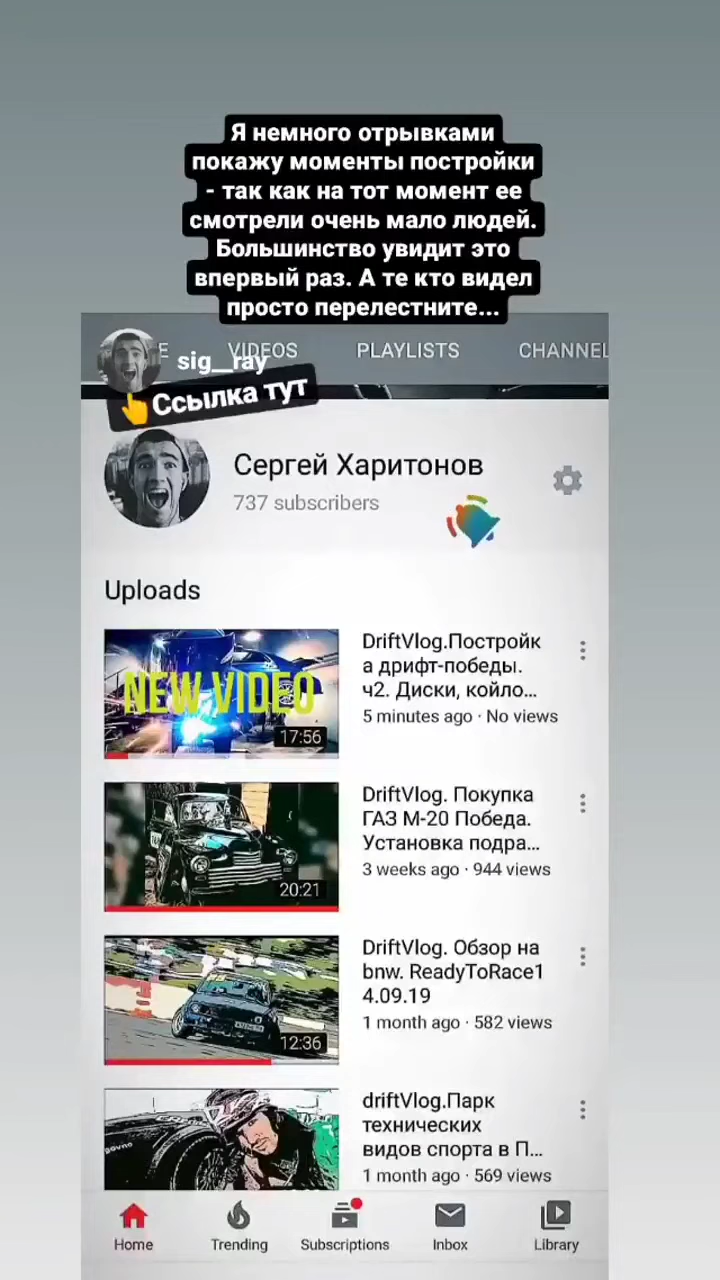 Я немного отрывками
покажу моменты постройки
- так как на тот момент ее
смотрели очень мало людей.
Большинство увидит это
впервый раз. А те кто видел
просто перелестните...
E VIDEOS PLAYLISTS CHANNEL
sig__ray
👆Ссылка тут
Сергей Харитонов
737 subscribers
Uploads
NEW VIDEO
17:56
DriftVlog.Постройк
а дрифт-победы.
ч2. Диски, койло...
5 minutes ago · No views
20:21
DriftVlog. Покупка
ГАЗ М-20 Победа.
Установка подра...
3 weeks ago · 944 views
12:36
DriftVlog. Обзор на
bnw. ReadyToRace1
4.09.19
1 month ago · 582 views
driftVlog.Парк
технических
видов спорта в П...
1 month ago · 569 views
Home Trending Subscriptions Inbox Library